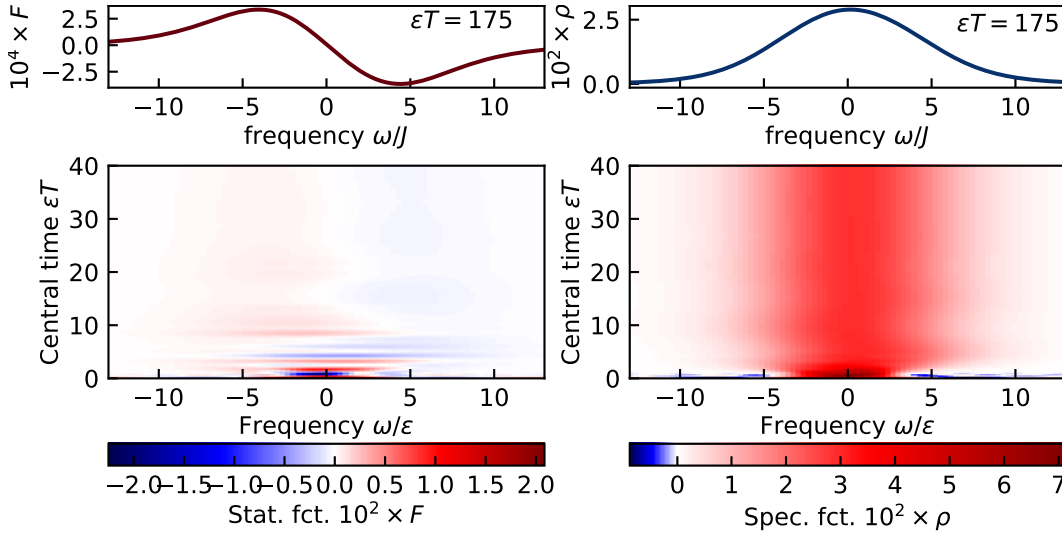 10⁴ × F
2.5
0.0
−2.5
εT = 175
−10 −5 0 5 10
frequency ω/J
10² × ρ
2.5
0.0
εT = 175
−10 −5 0 5 10
frequency ω/J
Central time εT
40
30
20
10
0
−10 −5 0 5 10
Frequency ω/ε
−2.0 −1.5 −1.0 −0.5 0.0 0.5 1.0 1.5 2.0
Stat. fct. 10² × F
Central time εT
40
30
20
10
0
−10 −5 0 5 10
Frequency ω/ε
0 1 2 3 4 5 6 7
Spec. fct. 10² × ρ